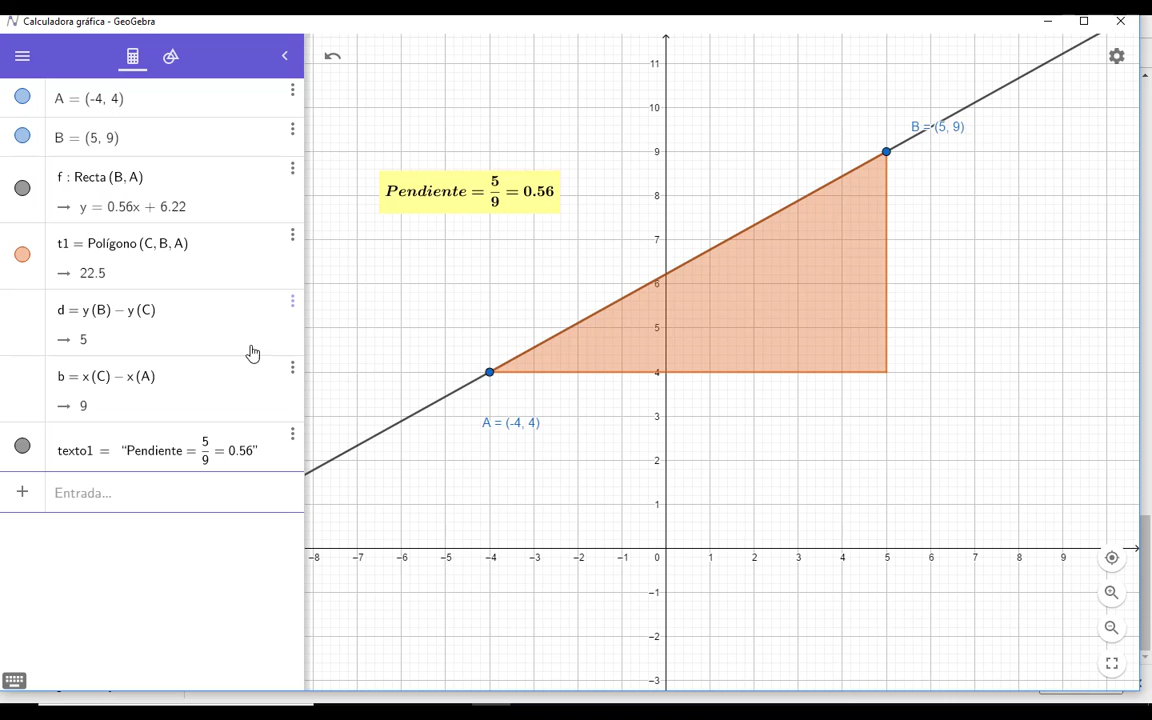 Calculadora gráfica - GeoGebra
A = (-4, 4)
B = (5, 9)
f : Recta (B, A)
→ y = 0.56x + 6.22
t1 = Polígono (C, B, A)
→ 22.5
d = y (B) − y (C)
→ 5
b = x (C) − x (A)
→ 9
texto1 = “Pendiente = 5/9 = 0.56”
+ Entrada...
Pendiente = 5/9 = 0.56
B = (5, 9)
A = (-4, 4)
11
10
9
8
7
6
5
4
3
2
1
−8 −7 −6 −5 −4 −3 −2 −1 0 1 2 3 4 5 6 7 8 9
−1
−2
−3